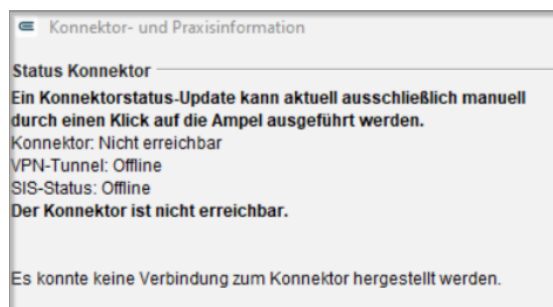 Konnektor- und Praxisinformation
Status Konnektor
Ein Konnektorstatus-Update kann aktuell ausschließlich manuell
durch einen Klick auf die Ampel ausgeführt werden.
Konnektor: Nicht erreichbar
VPN-Tunnel: Offline
SIS-Status: Offline
Der Konnektor ist nicht erreichbar.
Es konnte keine Verbindung zum Konnektor hergestellt werden.